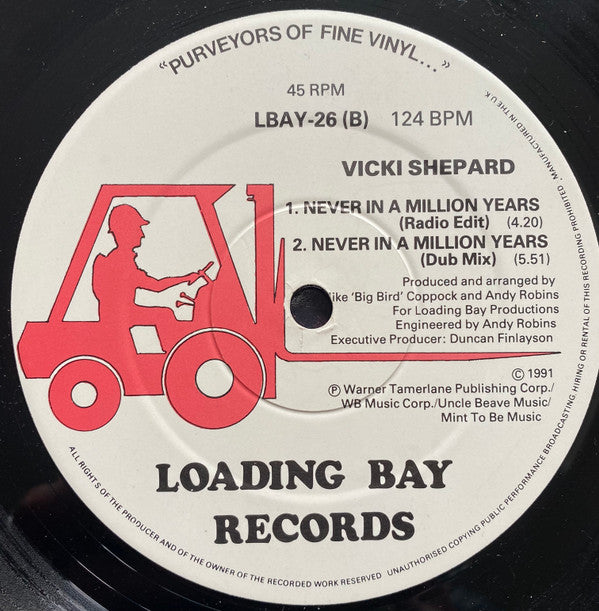 "PURVEYORS OF FINE VINYL..."
45 RPM
LBAY-26 (B) 124 BPM
VICKI SHEPARD
1. NEVER IN A MILLION YEARS
(Radio Edit) (4.20)
2. NEVER IN A MILLION YEARS
(Dub Mix) (5.51)
Produced and arranged by
'Big Bird' Coppock and Andy Robins
For Loading Bay Productions
Engineered by Andy Robins
Executive Producer: Duncan Finlayson
© 1991
℗ Warner Tamerlane Publishing Corp./
WB Music Corp./Uncle Beave Music/
Mint To Be Music
LOADING BAY
RECORDS
ALL RIGHTS OF THE PRODUCER AND OF THE OWNER OF THE RECORDED WORK RESERVED UNAUTHORISED COPYING PUBLIC PERFORMANCE BROADCASTING, HIRING OR RENTAL OF THIS RECORDING PROHIBITED. MANUFACTURED IN THE UK